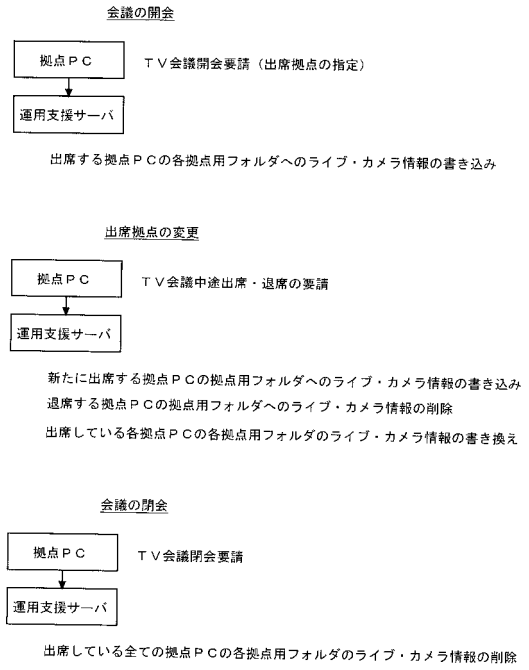 会議の開会
拠点ＰＣ
ＴＶ会議開会要請（出席拠点の指定）
運用支援サーバ
出席する拠点ＰＣの各拠点用フォルダへのライブ・カメラ情報の書き込み
出席拠点の変更
拠点ＰＣ
ＴＶ会議中途出席・退席の要請
運用支援サーバ
新たに出席する拠点ＰＣの拠点用フォルダへのライブ・カメラ情報の書き込み
退席する拠点ＰＣの拠点用フォルダへのライブ・カメラ情報の削除
出席している各拠点ＰＣの各拠点用フォルダのライブ・カメラ情報の書き換え
会議の閉会
拠点ＰＣ
ＴＶ会議閉会要請
運用支援サーバ
出席している全ての拠点ＰＣの各拠点用フォルダのライブ・カメラ情報の削除